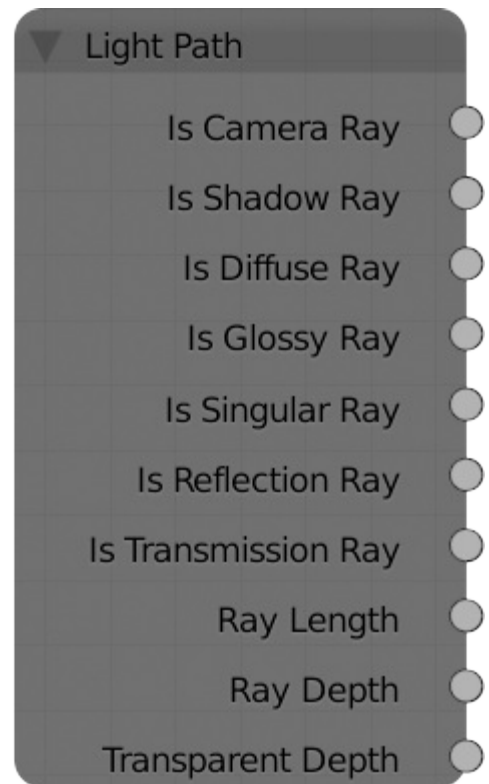 Light Path
Is Camera Ray
Is Shadow Ray
Is Diffuse Ray
Is Glossy Ray
Is Singular Ray
Is Reflection Ray
Is Transmission Ray
Ray Length
Ray Depth
Transparent Depth